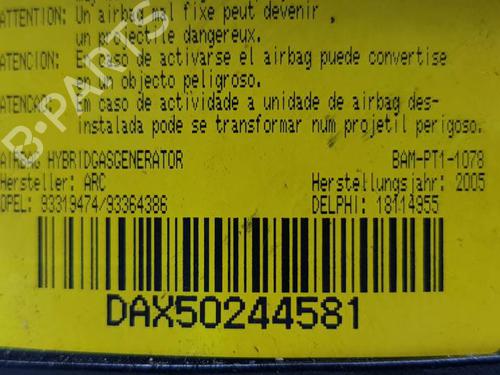 ATTENTION: Un airbag mal fixe peut devenir ,
un projectile dangereux.
ATENCION: En caso de activarse el airbag puede convertise
en un objecto peligroso.
ATENCAO: Em caso de actividade a unidade de airbag des-
instalada pode se transformar num projetil perigoso.
AIRBAG HYBRIDGASGENERATOR BAM-PT1-1078
Hersteller: ARC Herstellungsjahr: 2005
OPEL: 93319474/93364386 DELPHI: 18114955
DAX50244581
B-PARTS